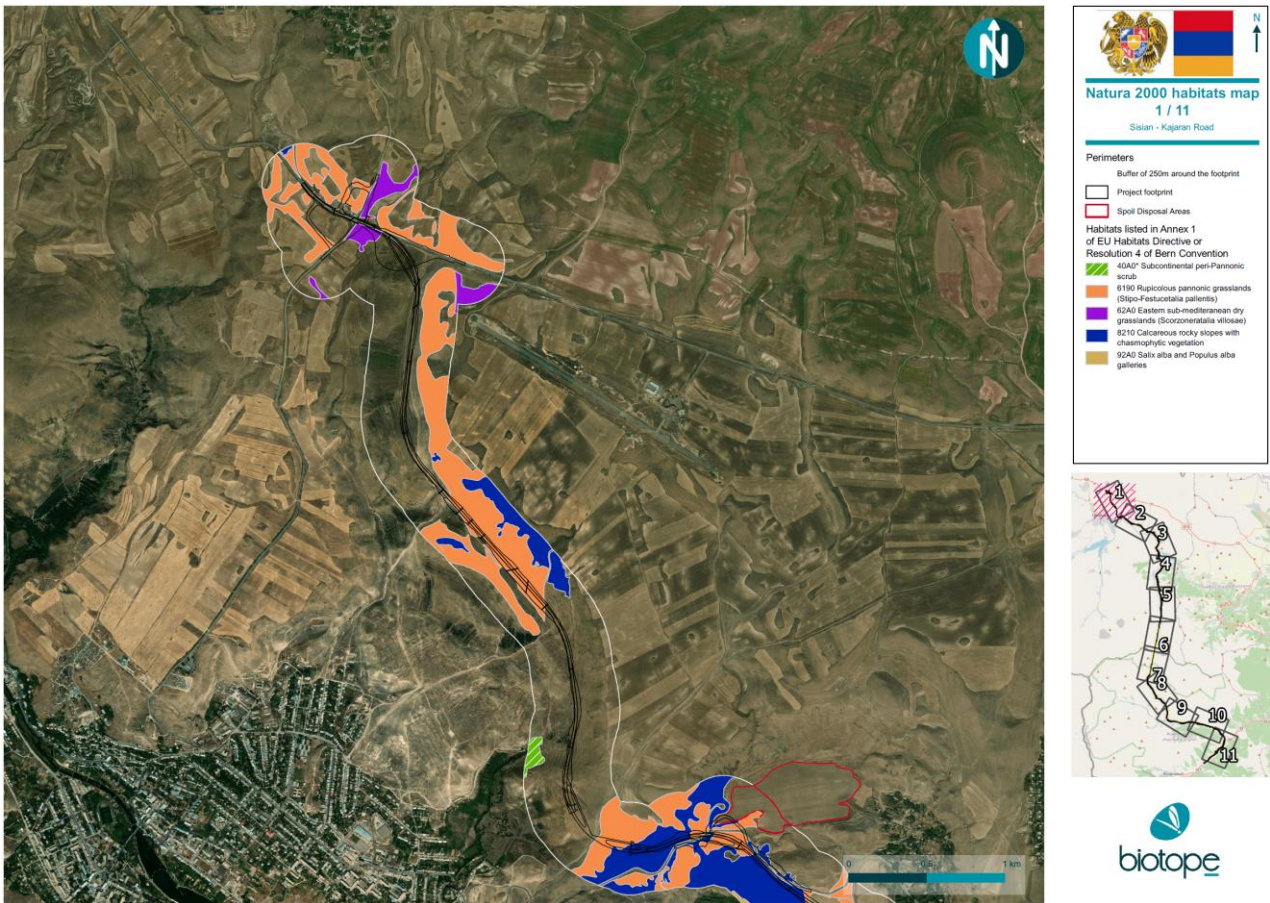 N
N
Natura 2000 habitats map
1 / 11
Sisian - Kajaran Road
Perimeters
Buffer of 250m around the footprint
Project footprint
Spoil Disposal Areas
Habitats listed in Annex 1
of EU Habitats Directive or
Resolution 4 of Bern Convention
40A0* Subcontinental peri-Pannonic
scrub
6190 Rupicolous pannonic grasslands
(Stipo-Festucetalia pallentis)
62A0 Eastern sub-mediteranean dry
grasslands (Scorzoneratalia villosae)
8210 Calcareous rocky slopes with
chasmophytic vegetation
92A0 Salix alba and Populus alba
galleries
1
2
3
4
5
6
7
8
9
10
11
0 0.5 1 km
biotope